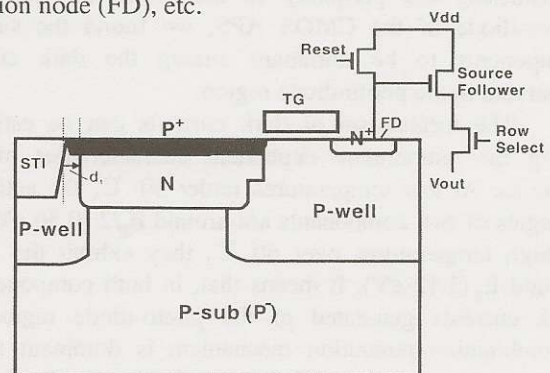 ion node (FD), etc.
Vdd
Reset
Source
Follower
TG
P+
N+
FD
Row
Select
STI
d
N
Vout
P-well
P-well
P-sub (P-)